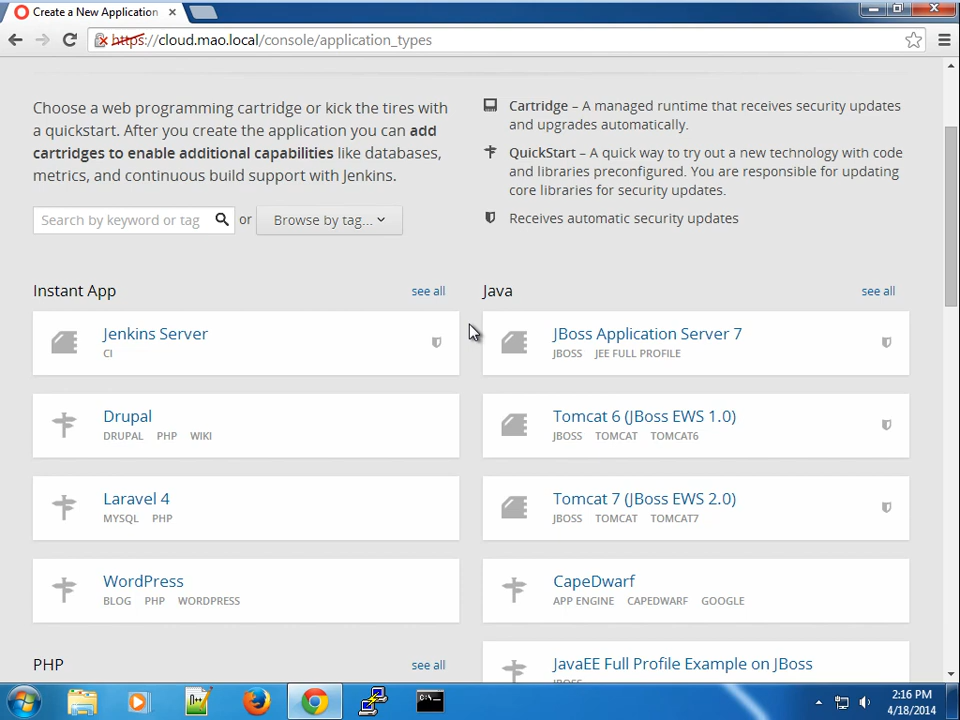 Create a New Application
https://cloud.mao.local/console/application_types
Choose a web programming cartridge or kick the tires with
a quickstart. After you create the application you can add
cartridges to enable additional capabilities like databases,
metrics, and continuous build support with Jenkins.
Cartridge – A managed runtime that receives security updates
and upgrades automatically.
QuickStart – A quick way to try out a new technology with code
and libraries preconfigured. You are responsible for updating
core libraries for security updates.
Receives automatic security updates
Search by keyword or tag
or
Browse by tag...
Instant App
see all
Jenkins Server
CI
Drupal
DRUPAL PHP WIKI
Laravel 4
MYSQL PHP
WordPress
BLOG PHP WORDPRESS
PHP
see all
Java
see all
JBoss Application Server 7
JBOSS JEE FULL PROFILE
Tomcat 6 (JBoss EWS 1.0)
JBOSS TOMCAT TOMCAT6
Tomcat 7 (JBoss EWS 2.0)
JBOSS TOMCAT TOMCAT7
CapeDwarf
APP ENGINE CAPEDWARF GOOGLE
JavaEE Full Profile Example on JBoss
JBOSS
2:16 PM
4/18/2014